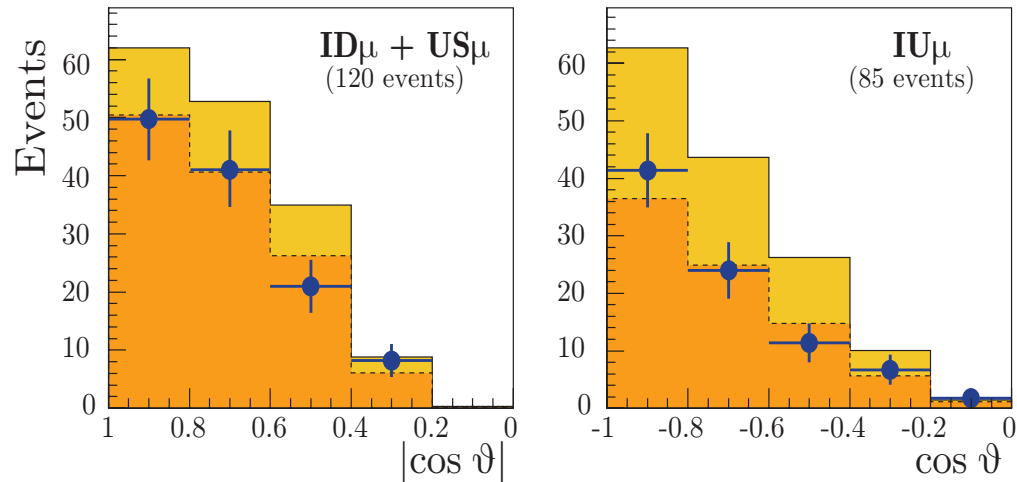 Events
IDμ + USμ
(120 events)
60
50
40
30
20
10
0
1 0.8 0.6 0.4 0.2 0
|cos ϑ|
IUμ
(85 events)
60
50
40
30
20
10
0
-1 -0.8 -0.6 -0.4 -0.2 0
cos ϑ